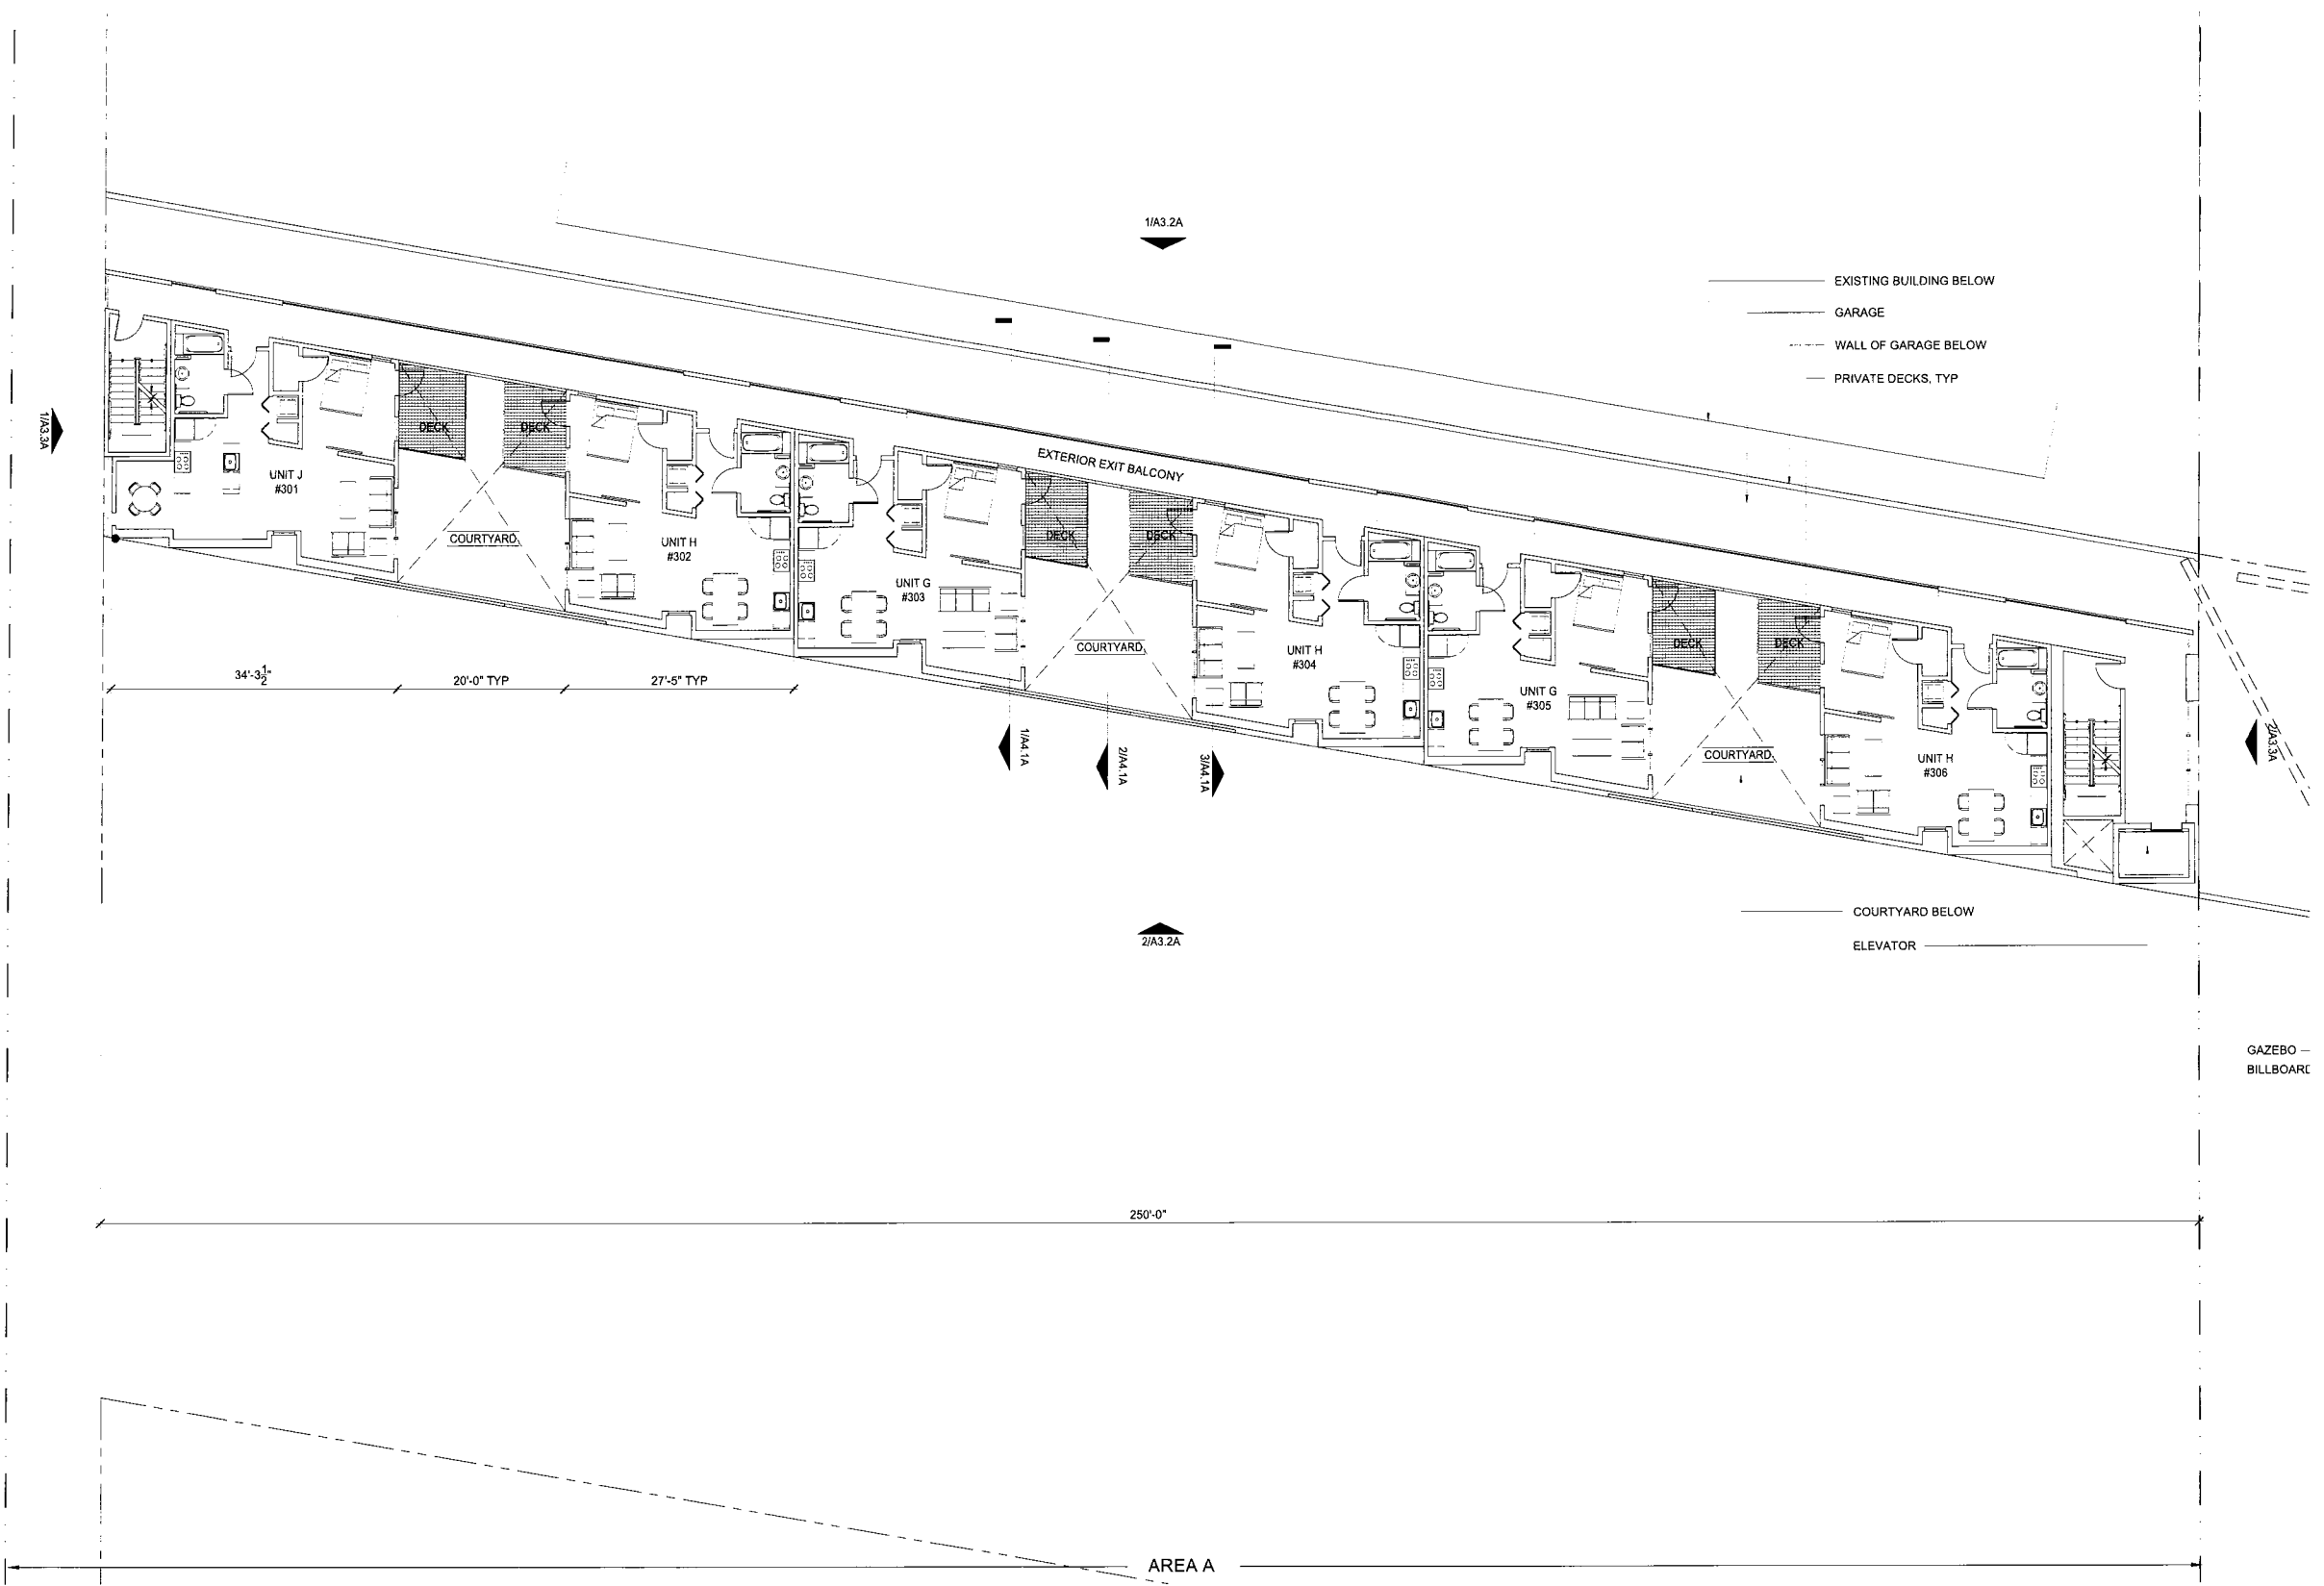 1/A3.2A
EXISTING BUILDING BELOW
GARAGE
WALL OF GARAGE BELOW
PRIVATE DECKS, TYP
1/A3.3A
DECK
DECK
EXTERIOR EXIT BALCONY
UNIT J
#301
COURTYARD
UNIT H
#302
DECK
DECK
UNIT G
#303
COURTYARD
UNIT H
#304
DECK
DECK
UNIT G
#305
COURTYARD
UNIT H
#306
2/A3.3A
34'-3½"
20'-0" TYP
27'-5" TYP
1/A4.1A
2/A4.1A
3/A4.1A
2/A3.2A
COURTYARD BELOW
ELEVATOR
GAZEBO
BILLBOARD
250'-0"
AREA A